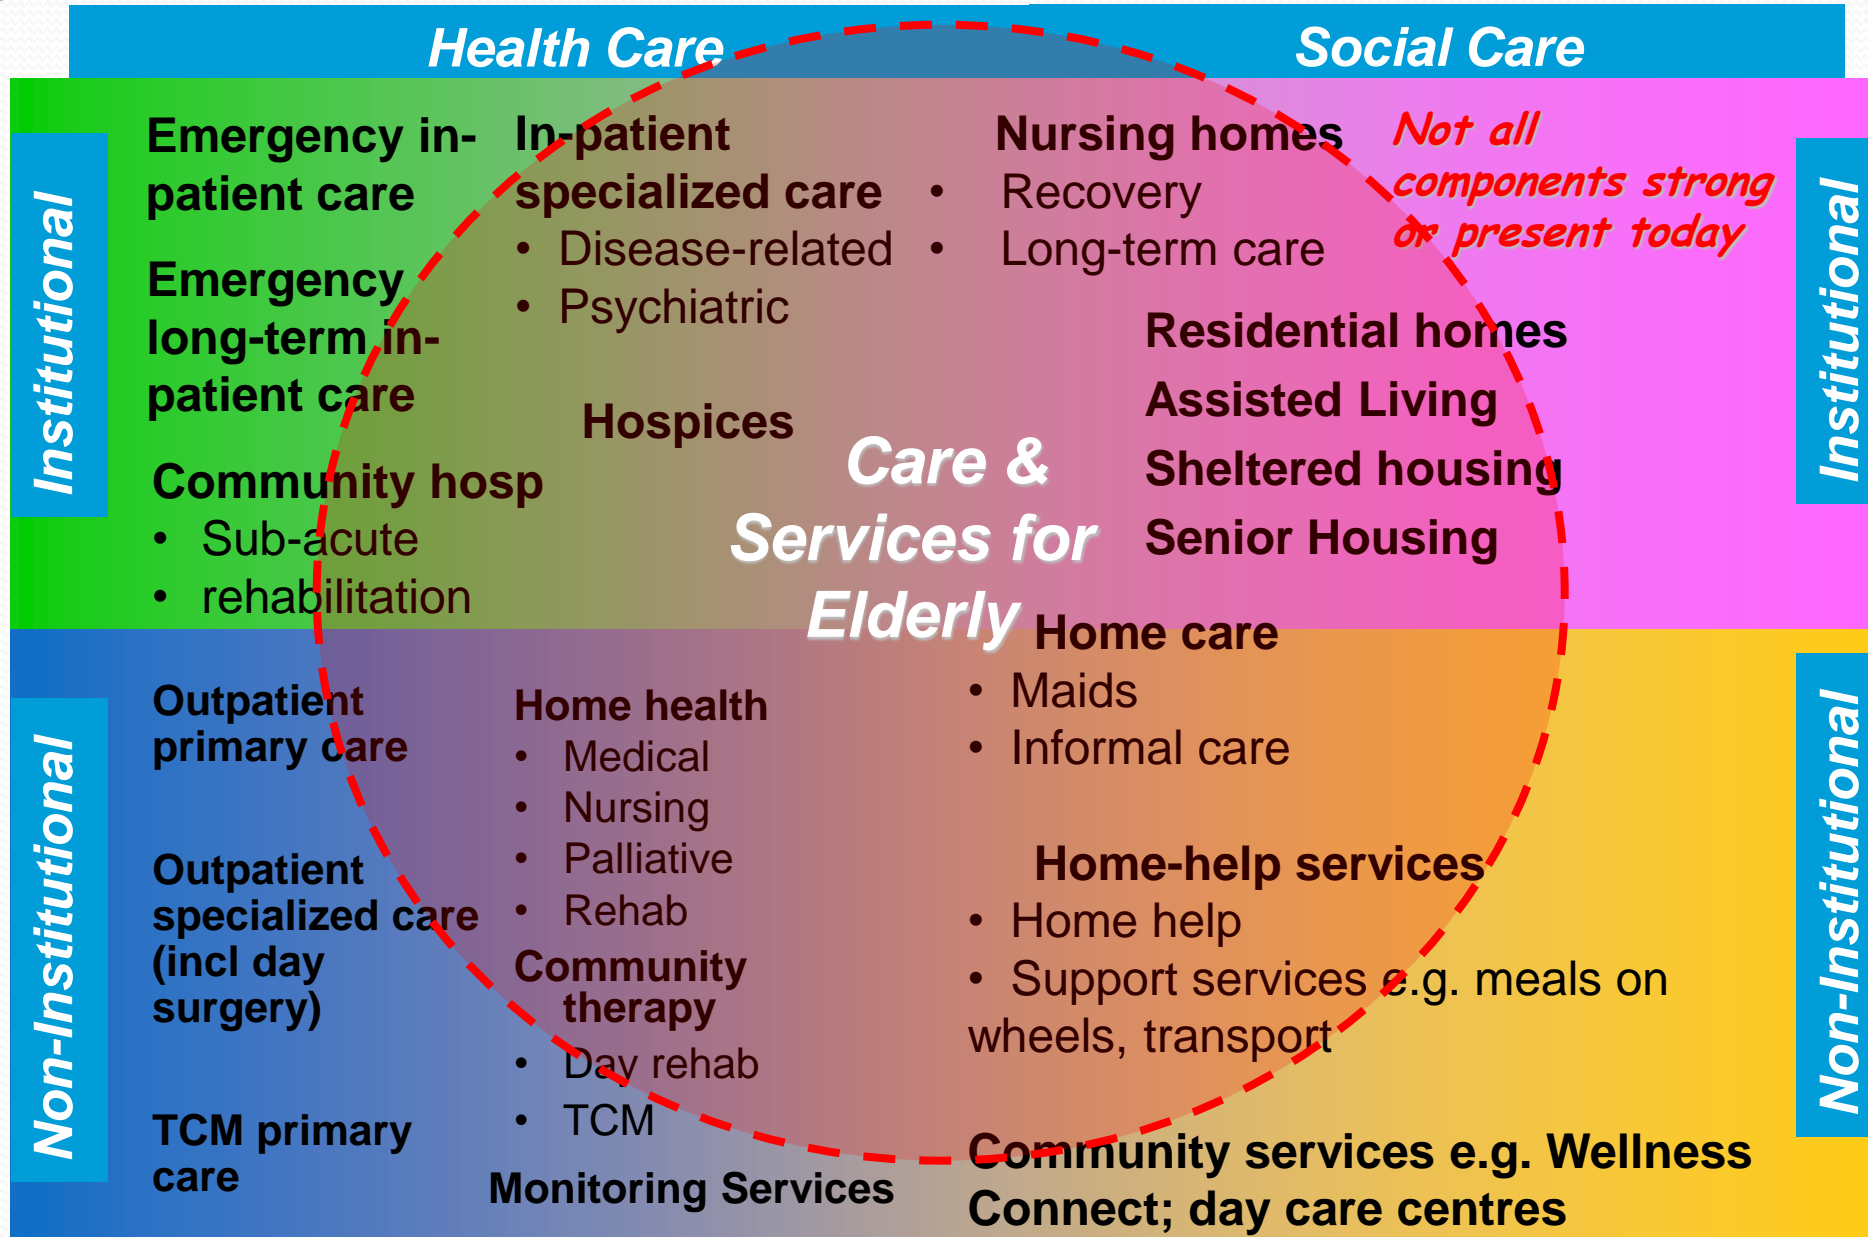 Health Care
Social Care
Institutional
Emergency in-
patient care
Emergency
long-term in-
patient care
Community hosp
• Sub-acute
• rehabilitation
In-patient
specialized care
• Disease-related
• Psychiatric
Hospices
Nursing homes
• Recovery
• Long-term care
Not all
components strong
or present today
Residential homes
Assisted Living
Sheltered housing
Senior Housing
Institutional
Care &
Services for
Elderly
Non-Institutional
Outpatient
primary care
Outpatient
specialized care
(incl day
surgery)
TCM primary
care
Home health
• Medical
• Nursing
• Palliative
• Rehab
Community
therapy
• Day rehab
• TCM
Monitoring Services
Home care
• Maids
• Informal care
Home-help services
• Home help
• Support services e.g. meals on
wheels, transport
Community services e.g. Wellness
Connect; day care centres
Non-Institutional